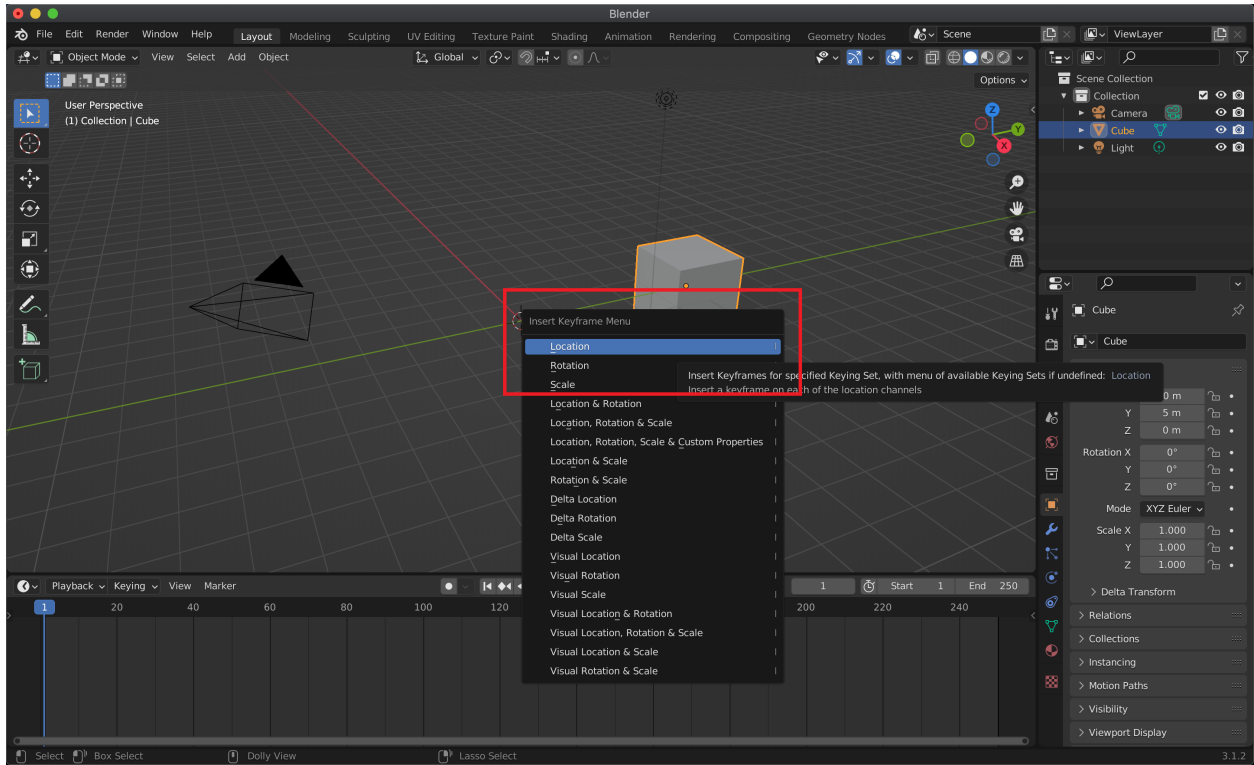 Blender
File Edit Render Window Help Layout Modeling Sculpting UV Editing Texture Paint Shading Animation Rendering Compositing Geometry Nodes Scene ViewLayer
Object Mode View Select Add Object Global
Options
User Perspective
(1) Collection | Cube
Z
Y
X
Scene Collection
Collection
Camera
Cube
Light
Insert Keyframe Menu
Location
Rotation
Scale
Location & Rotation
Location, Rotation & Scale
Location, Rotation, Scale & Custom Properties
Location & Scale
Rotation & Scale
Delta Location
Delta Rotation
Delta Scale
Visual Location
Visual Rotation
Visual Scale
Visual Location & Rotation
Visual Location, Rotation & Scale
Visual Location & Scale
Visual Rotation & Scale
Insert Keyframes for specified Keying Set, with menu of available Keying Sets if undefined: Location
Insert a keyframe on each of the location channels
Cube
Cube
0 m
Y 5 m
Z 0 m
Rotation X 0°
Y 0°
Z 0°
Mode XYZ Euler
Scale X 1.000
Y 1.000
Z 1.000
Delta Transform
Relations
Collections
Instancing
Motion Paths
Visibility
Viewport Display
Playback Keying View Marker
1 Start 1 End 250
1 20 40 60 80 100 120 200 220 240
Select Box Select Dolly View Lasso Select 3.1.2